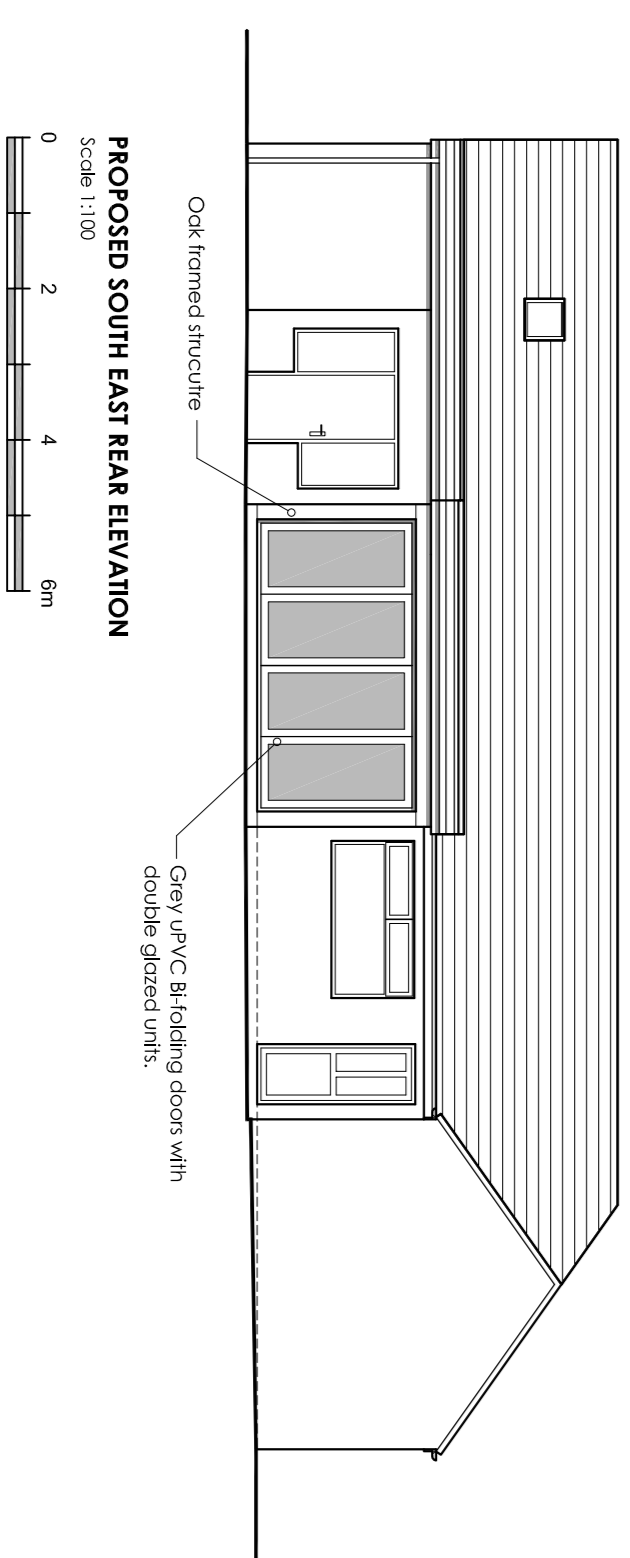 Oak framed strucutre
Grey uPVC Bi-folding doors with
double glazed units.
PROPOSED SOUTH EAST REAR ELEVATION
Scale 1:100
0 2 4 6m